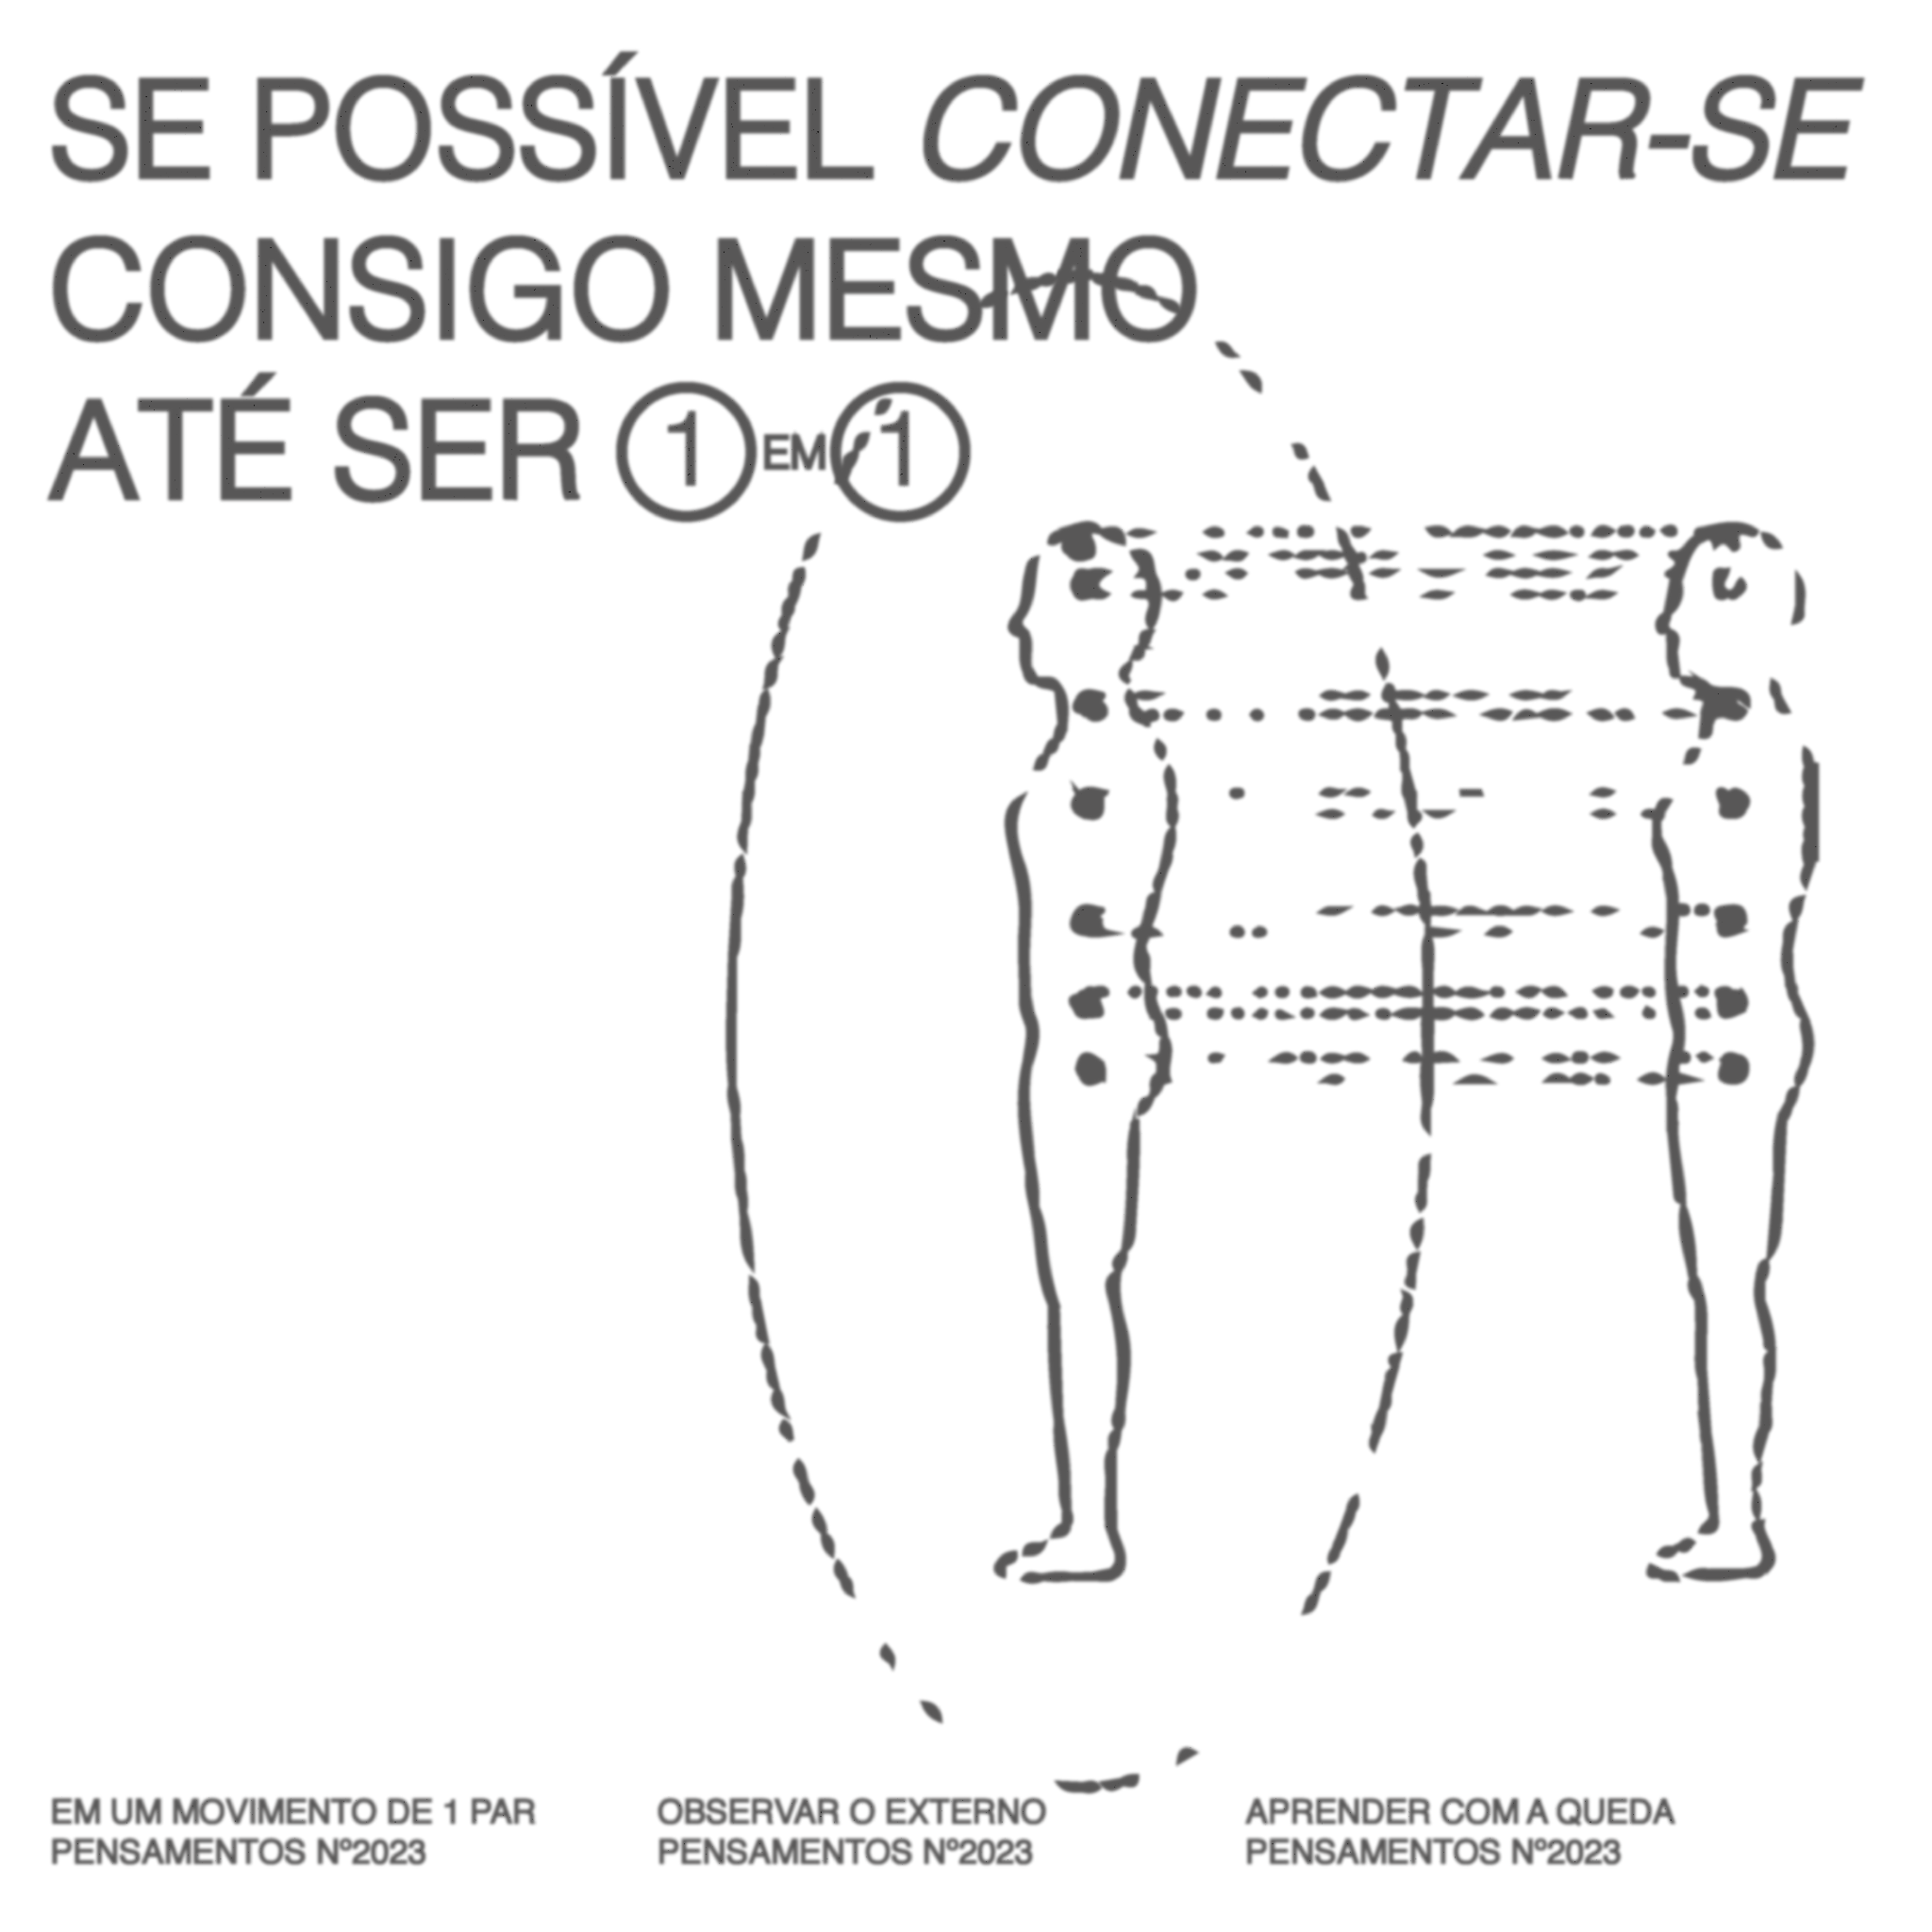 SE POSSÍVEL CONECTAR-SE
CONSIGO MESMO
ATÉ SER 1 EM 1
EM UM MOVIMENTO DE 1 PAR
PENSAMENTOS Nº2023
OBSERVAR O EXTERNO
PENSAMENTOS Nº2023
APRENDER COM A QUEDA
PENSAMENTOS Nº2023